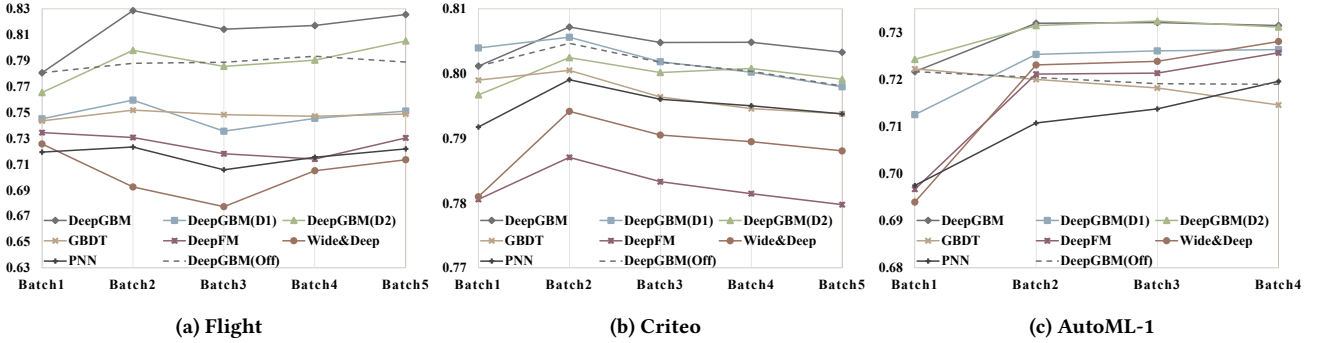 0.83
0.81
0.79
0.77
0.75
0.73
0.71
0.69
0.67
0.65
0.63
DeepGBM DeepGBM(D1) DeepGBM(D2)
GBDT DeepFM Wide&Deep
PNN DeepGBM(Off)
Batch1 Batch2 Batch3 Batch4 Batch5
(a) Flight
0.81
0.80
0.79
0.78
0.77
DeepGBM DeepGBM(D1) DeepGBM(D2)
GBDT DeepFM Wide&Deep
PNN DeepGBM(Off)
Batch1 Batch2 Batch3 Batch4 Batch5
(b) Criteo
0.73
0.72
0.71
0.70
0.69
0.68
DeepGBM DeepGBM(D1) DeepGBM(D2)
GBDT DeepFM Wide&Deep
PNN DeepGBM(Off)
Batch1 Batch2 Batch3 Batch4
(c) AutoML-1